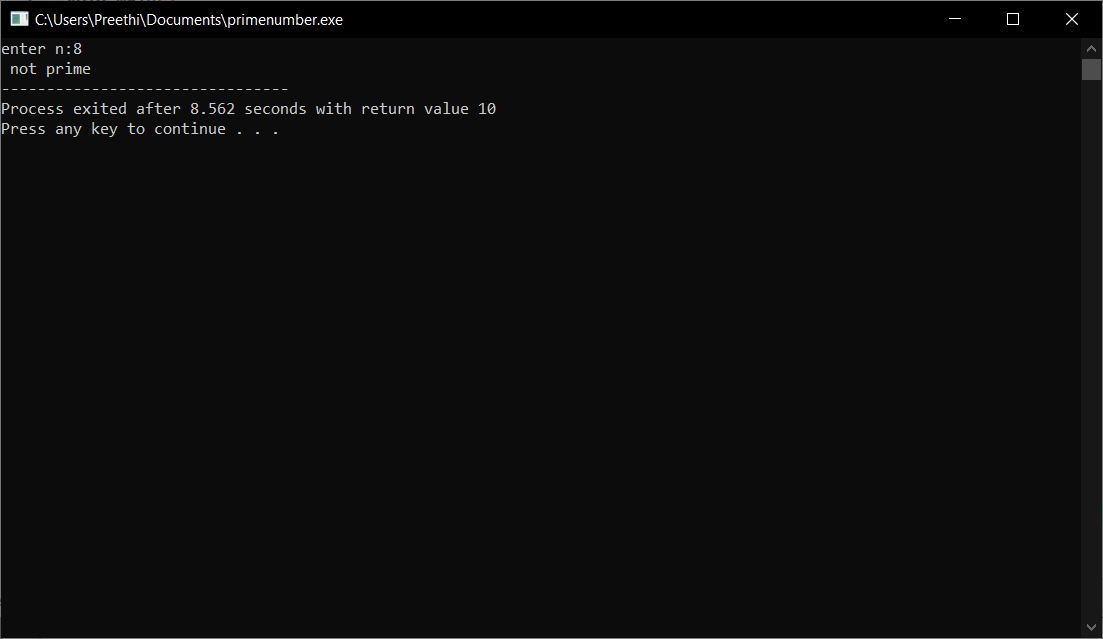 C:\Users\Preethi\Documents\primenumber.exe
enter n:8
 not prime
--------------------------------
Process exited after 8.562 seconds with return value 10
Press any key to continue . . .